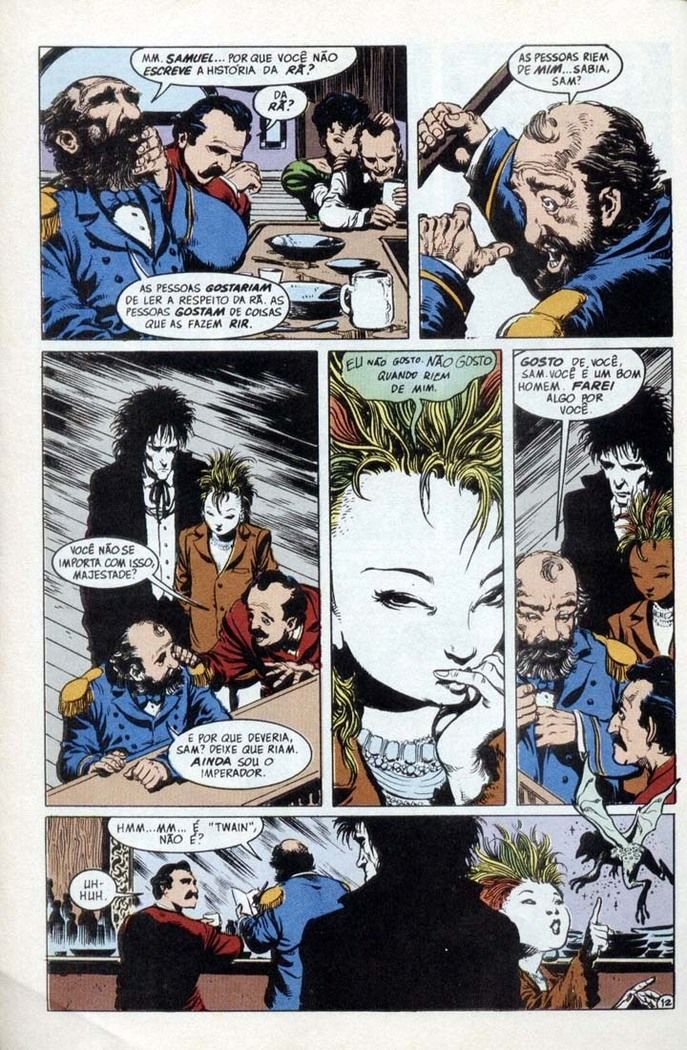 MM. SAMUEL... POR QUE VOCÊ NÃO
ESCREVE A HISTÓRIA DA RÃ?
DA
RÃ?
AS PESSOAS GOSTARIAM
DE LER A RESPEITO DA RÃ. AS
PESSOAS GOSTAM DE COISAS
QUE AS FAZEM RIR.
AS PESSOAS RIEM
DE MIM... SABIA,
SAM?
VOCÊ NÃO SE
IMPORTA COM ISSO,
MAJESTADE?
E POR QUE DEVERIA,
SAM? DEIXE QUE RIAM.
AINDA SOU O
IMPERADOR.
EU NÃO GOSTO. NÃO GOSTO
QUANDO RIEM
DE MIM.
GOSTO DE VOCÊ,
SAM. VOCÊ É UM BOM
HOMEM. FAREI
ALGO POR
VOCÊ.
HMM...MM... É "TWAIN",
NÃO É?
UH-
HUH.
12